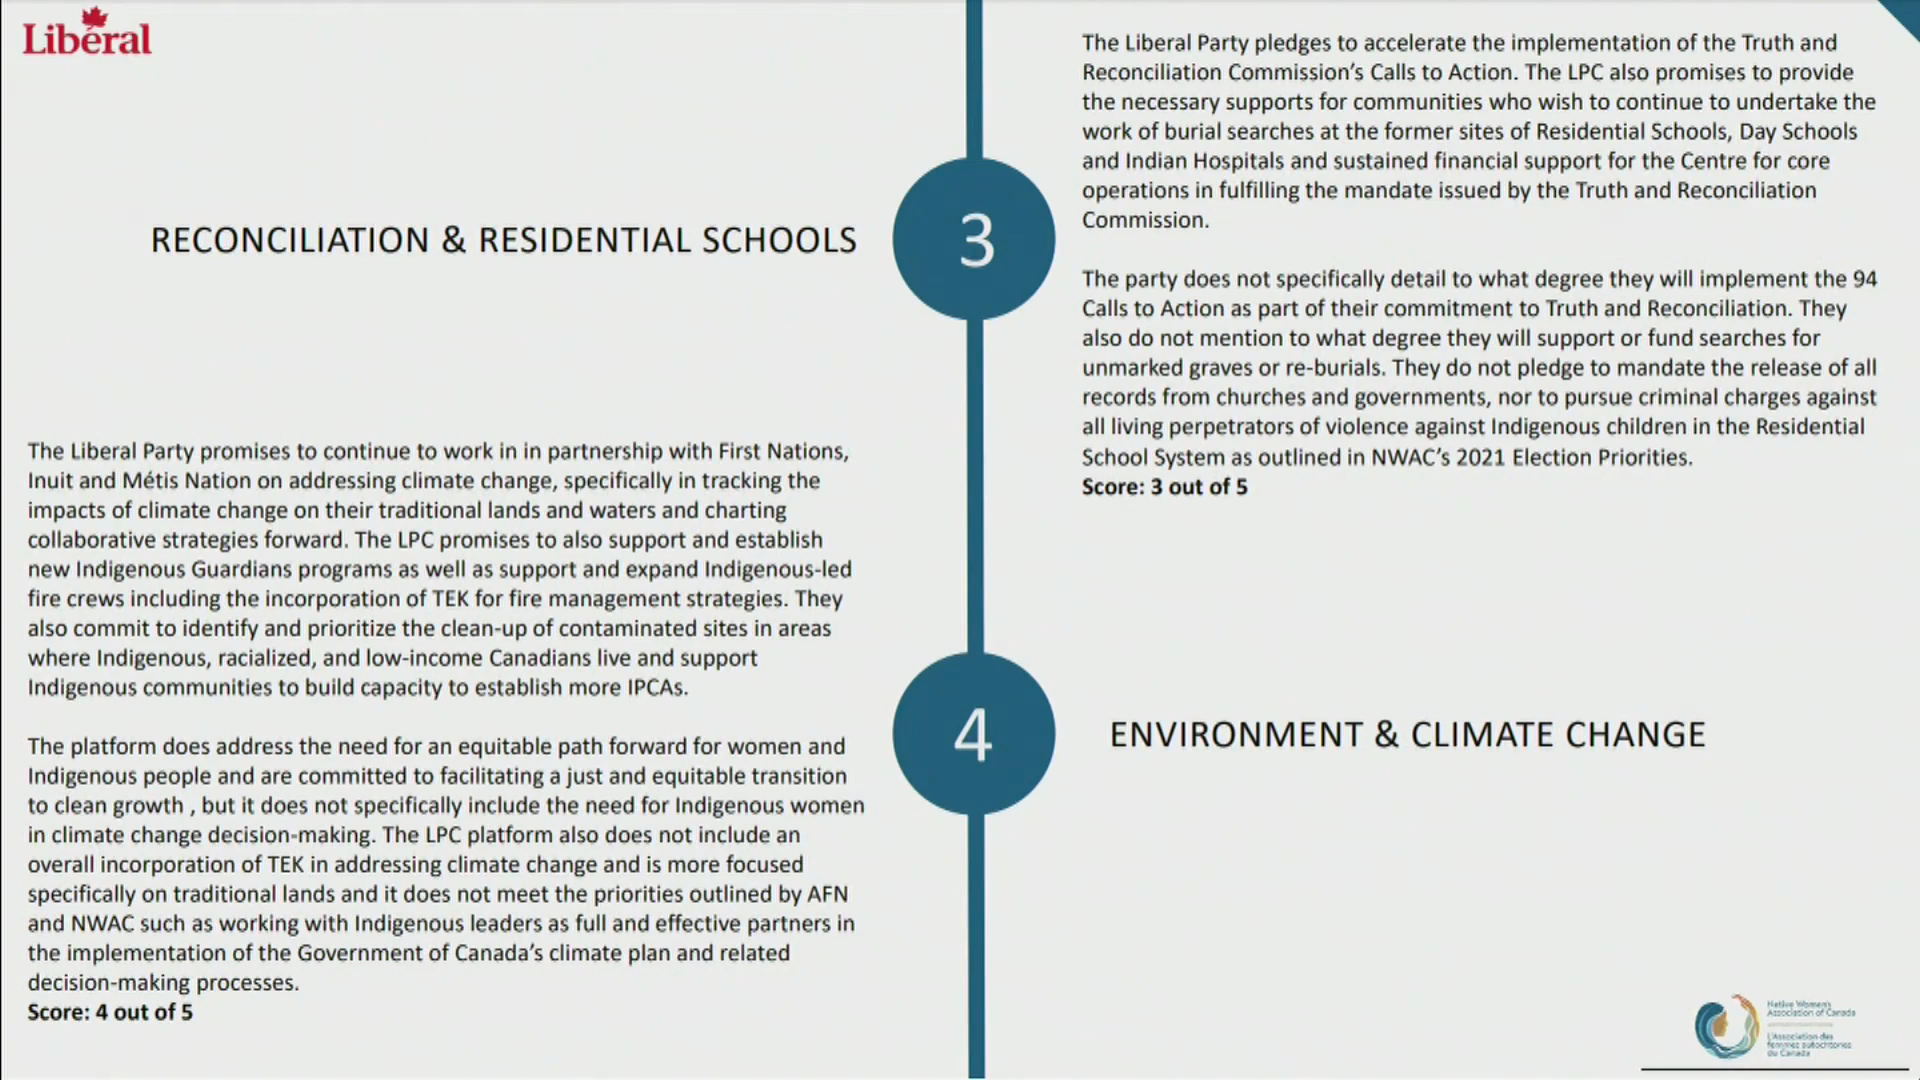 Liberal
RECONCILIATION & RESIDENTIAL SCHOOLS
3
The Liberal Party pledges to accelerate the implementation of the Truth and
Reconciliation Commission's Calls to Action. The LPC also promises to provide
the necessary supports for communities who wish to continue to undertake the
work of burial searches at the former sites of Residential Schools, Day Schools
and Indian Hospitals and sustained financial support for the Centre for core
operations in fulfilling the mandate issued by the Truth and Reconciliation
Commission.
The party does not specifically detail to what degree they will implement the 94
Calls to Action as part of their commitment to Truth and Reconciliation. They
also do not mention to what degree they will support or fund searches for
unmarked graves or re-burials. They do not pledge to mandate the release of all
records from churches and governments, nor to pursue criminal charges against
all living perpetrators of violence against Indigenous children in the Residential
School System as outlined in NWAC's 2021 Election Priorities.
Score: 3 out of 5
4
ENVIRONMENT & CLIMATE CHANGE
The Liberal Party promises to continue to work in in partnership with First Nations,
Inuit and Métis Nation on addressing climate change, specifically in tracking the
impacts of climate change on their traditional lands and waters and charting
collaborative strategies forward. The LPC promises to also support and establish
new Indigenous Guardians programs as well as support and expand Indigenous-led
fire crews including the incorporation of TEK for fire management strategies. They
also commit to identify and prioritize the clean-up of contaminated sites in areas
where Indigenous, racialized, and low-income Canadians live and support
Indigenous communities to build capacity to establish more IPCAs.
The platform does address the need for an equitable path forward for women and
Indigenous people and are committed to facilitating a just and equitable transition
to clean growth , but it does not specifically include the need for Indigenous women
in climate change decision-making. The LPC platform also does not include an
overall incorporation of TEK in addressing climate change and is more focused
specifically on traditional lands and it does not meet the priorities outlined by AFN
and NWAC such as working with Indigenous leaders as full and effective partners in
the implementation of the Government of Canada's climate plan and related
decision-making processes.
Score: 4 out of 5
Native Women's
Association of Canada
L'Association des
femmes autochtones
du Canada